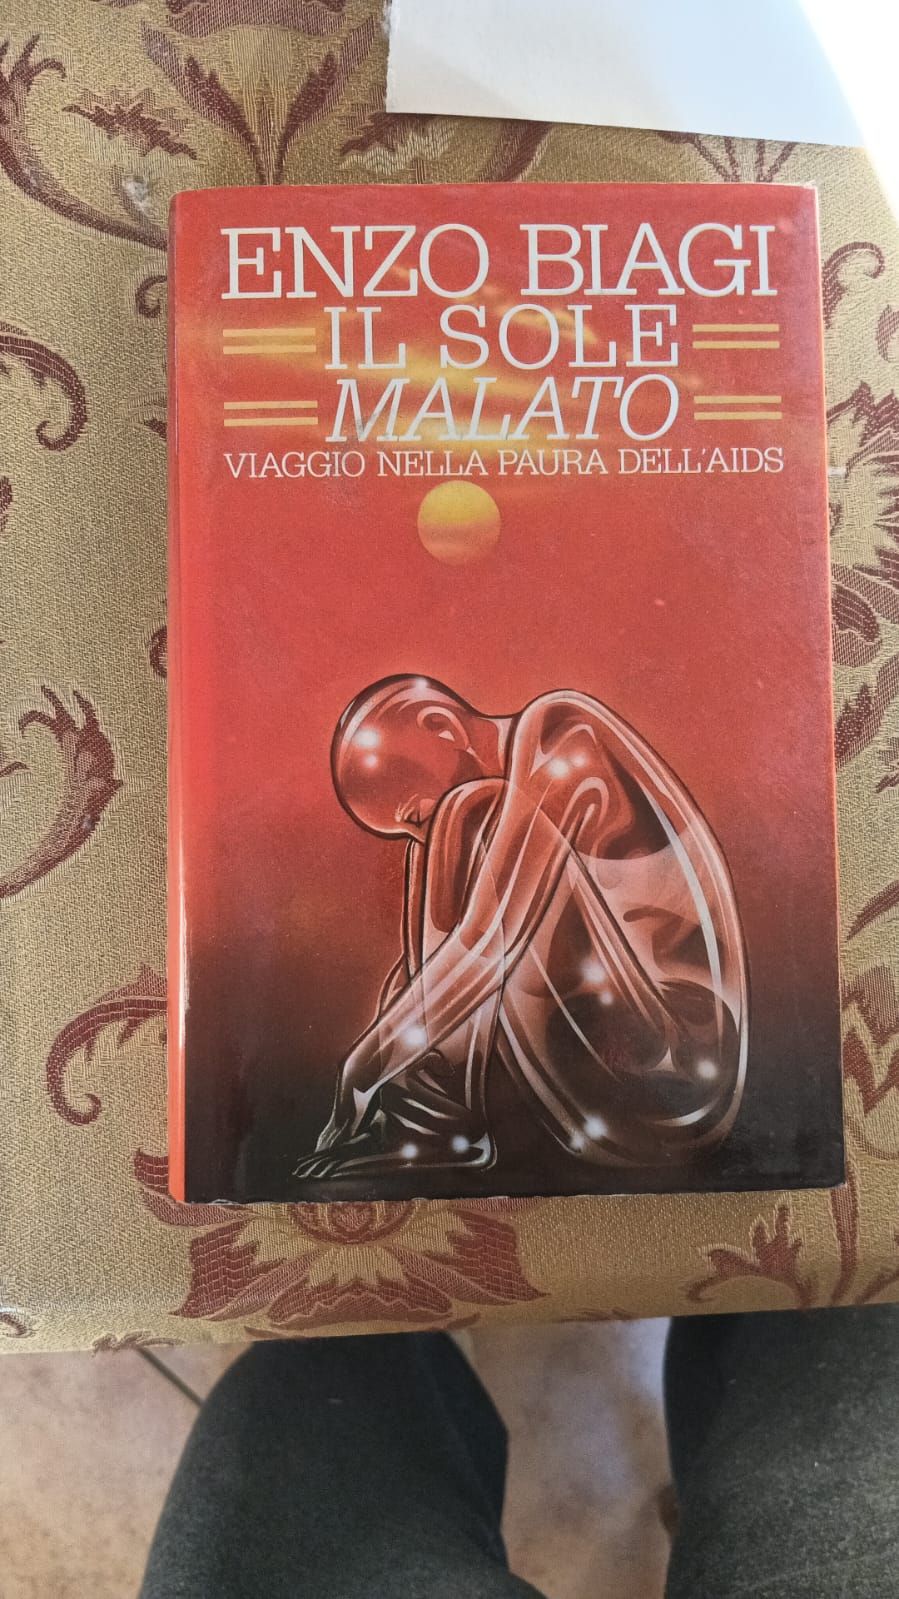 ENZO BIAGI
IL SOLE
MALATO
VIAGGIO NELLA PAURA DELL'AIDS